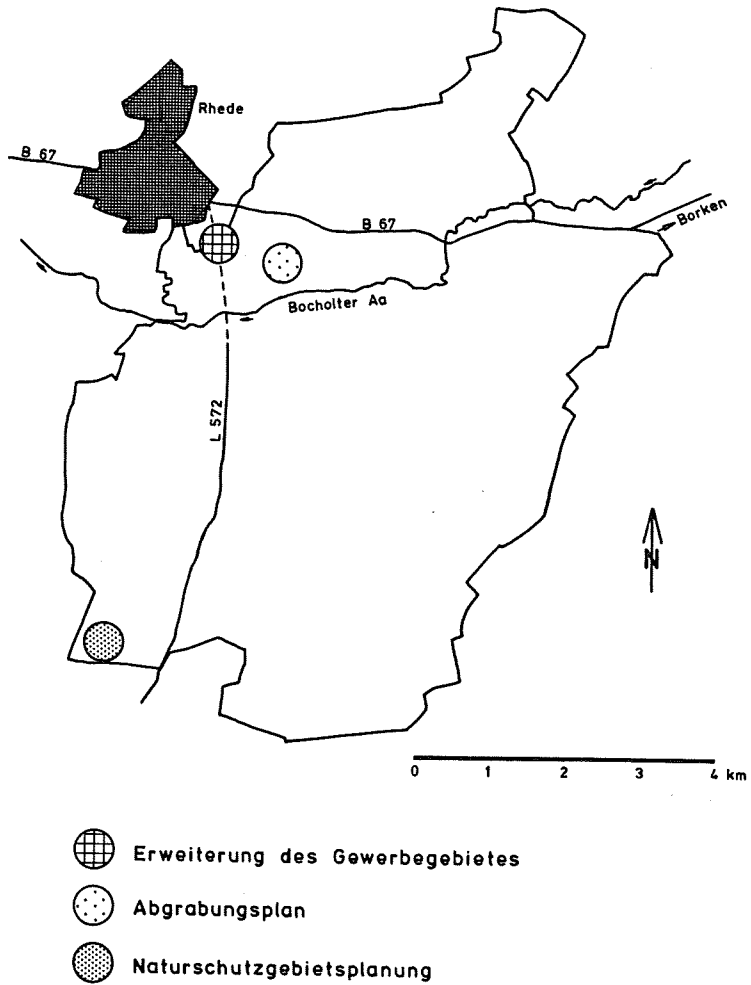 Rhede
B 67
B 67
Borken
Bocholter Aa
L 572
N
0 1 2 3 4 km
Erweiterung des Gewerbegebietes
Abgrabungsplan
Naturschutzgebietsplanung